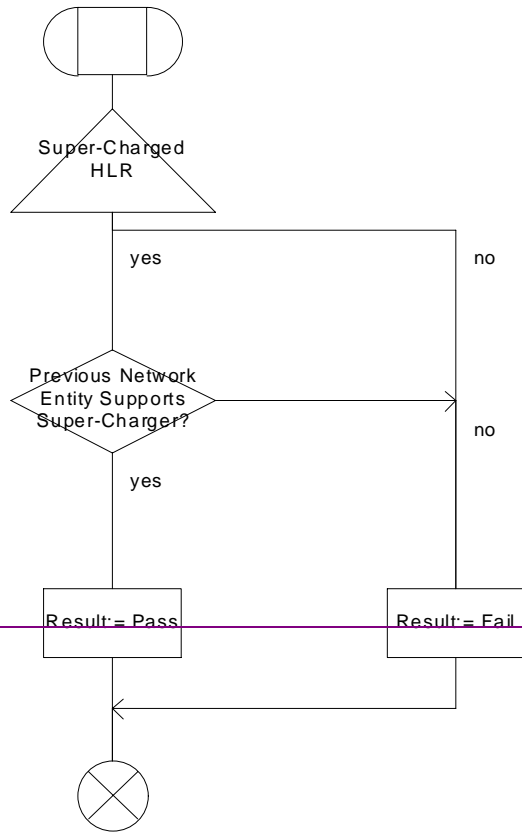 Super-Charged
HLR
yes
no
Previous Network
Entity Supports
Super-Charger?
no
yes
Result:= Pass
Result:= Fail